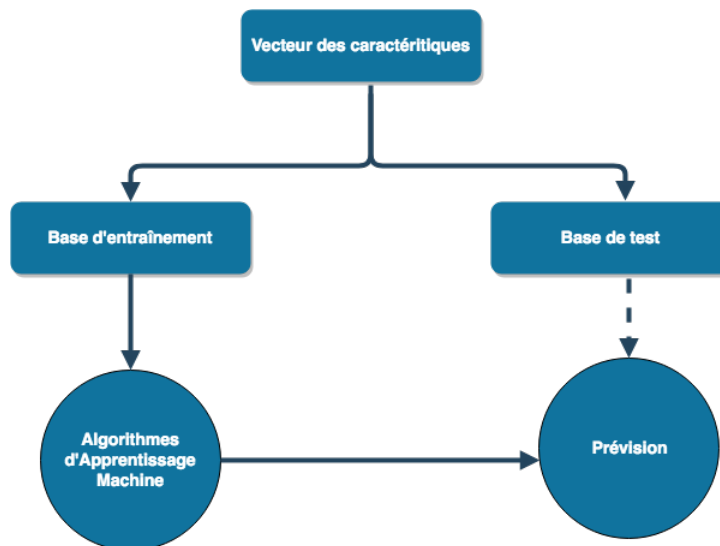 Vecteur des caractéritiques
Base d'entraînement
Base de test
Algorithmes
d'Apprentissage
Machine
Prévision